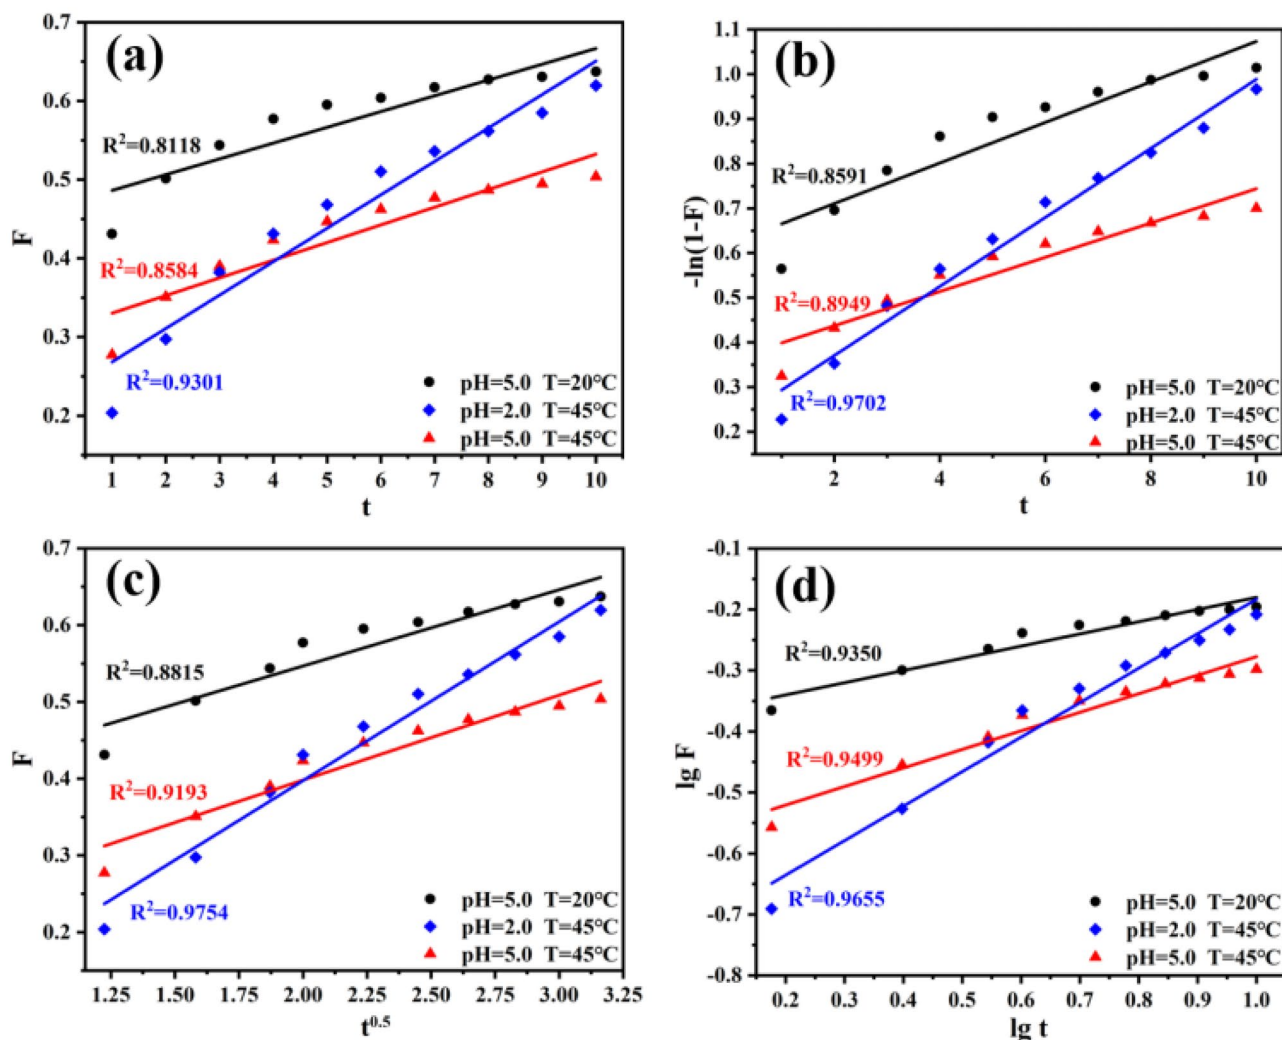 (a)
0.7
0.6
0.5
0.4
0.3
0.2
F
R²=0.8118
R²=0.8584
R²=0.9301
pH=5.0 T=20°C
pH=2.0 T=45°C
pH=5.0 T=45°C
1 2 3 4 5 6 7 8 9 10
t
(b)
1.1
1.0
0.9
0.8
0.7
0.6
0.5
0.4
0.3
0.2
-ln(1-F)
R²=0.8591
R²=0.8949
R²=0.9702
pH=5.0 T=20°C
pH=2.0 T=45°C
pH=5.0 T=45°C
2 4 6 8 10
t
(c)
0.7
0.6
0.5
0.4
0.3
0.2
F
R²=0.8815
R²=0.9193
R²=0.9754
pH=5.0 T=20°C
pH=2.0 T=45°C
pH=5.0 T=45°C
1.25 1.50 1.75 2.00 2.25 2.50 2.75 3.00 3.25
t⁰·⁵
(d)
-0.1
-0.2
-0.3
-0.4
-0.5
-0.6
-0.7
-0.8
lg F
R²=0.9350
R²=0.9499
R²=0.9655
pH=5.0 T=20°C
pH=2.0 T=45°C
pH=5.0 T=45°C
0.2 0.3 0.4 0.5 0.6 0.7 0.8 0.9 1.0
lg t